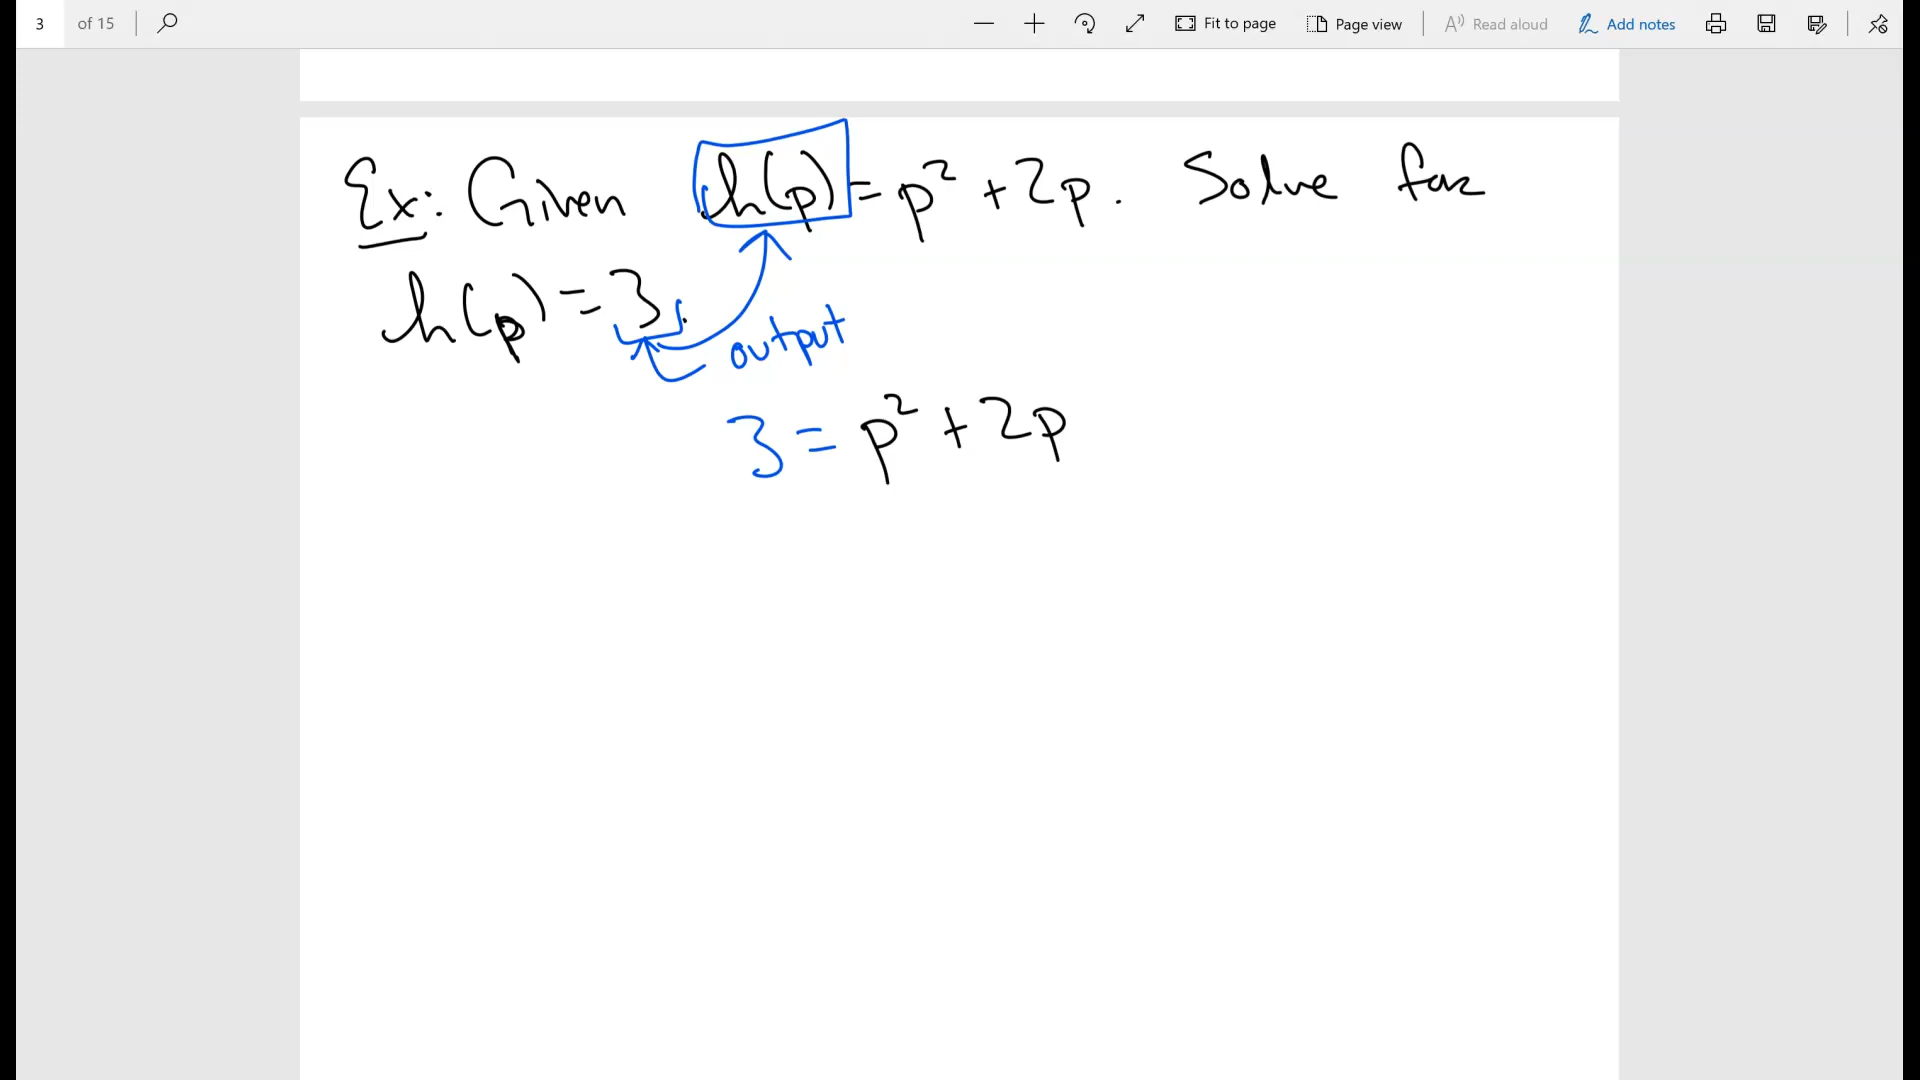 3 of 15 Fit to page Page view Read aloud Add notes
Ex: Given h(p) = p² + 2p. Solve for
h(p) = 3.
output
3 = p² + 2p